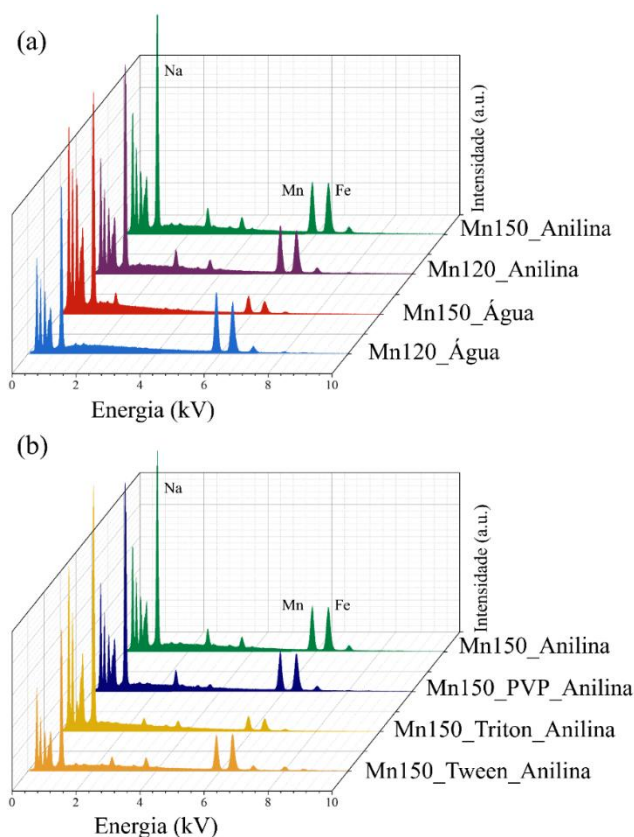 (a)
Na
Mn Fe
Intensidade (a.u.)
Mn150_Anilina
Mn120_Anilina
Mn150_Água
Mn120_Água
0 2 4 6 8 10
Energia (kV)
(b)
Na
Mn Fe
Intensidade (a.u.)
Mn150_Anilina
Mn150_PVP_Anilina
Mn150_Triton_Anilina
Mn150_Tween_Anilina
0 2 4 6 8 10
Energia (kV)